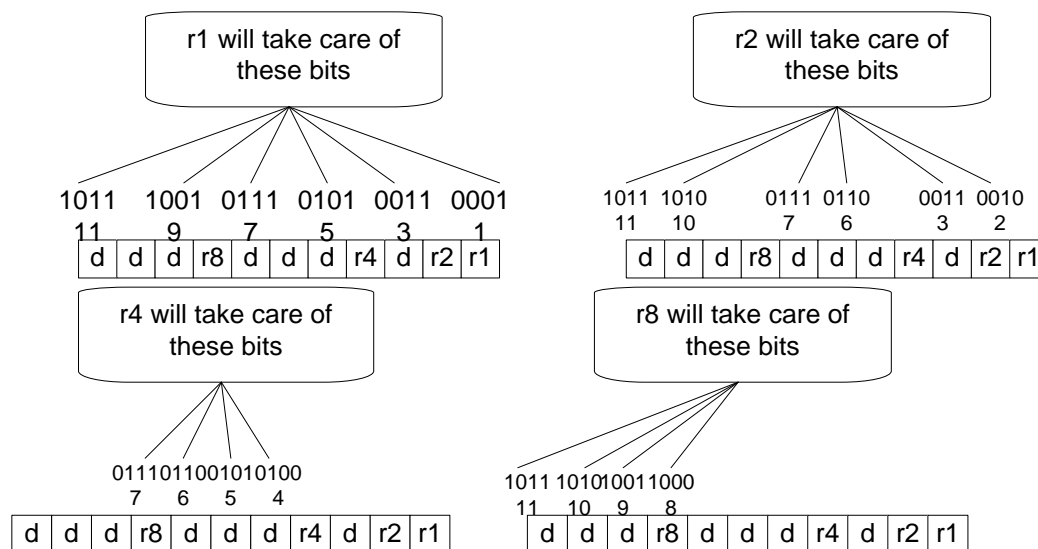 r1 will take care of
these bits
1011 1001 0111 0101 0011 0001
11 9 7 5 3 1
d d d r8 d d d r4 d r2 r1
r2 will take care of
these bits
1011 1010 0111 0110 0011 0010
11 10 7 6 3 2
d d d r8 d d d r4 d r2 r1
r4 will take care of
these bits
0111 0110 0101 0100
7 6 5 4
d d d r8 d d d r4 d r2 r1
r8 will take care of
these bits
1011 1010 1001 1000
11 10 9 8
d d d r8 d d d r4 d r2 r1